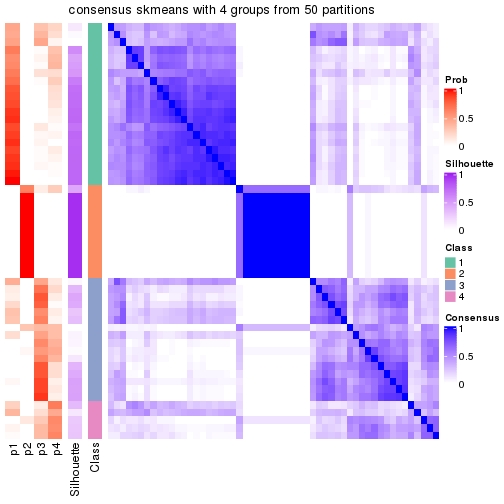 consensus skmeans with 4 groups from 50 partitions
Prob
1
0.5
0
Silhouette
1
0.5
0
Class
1
2
3
4
Consensus
1
0.5
0
p1
p2
p3
p4
Silhouette
Class